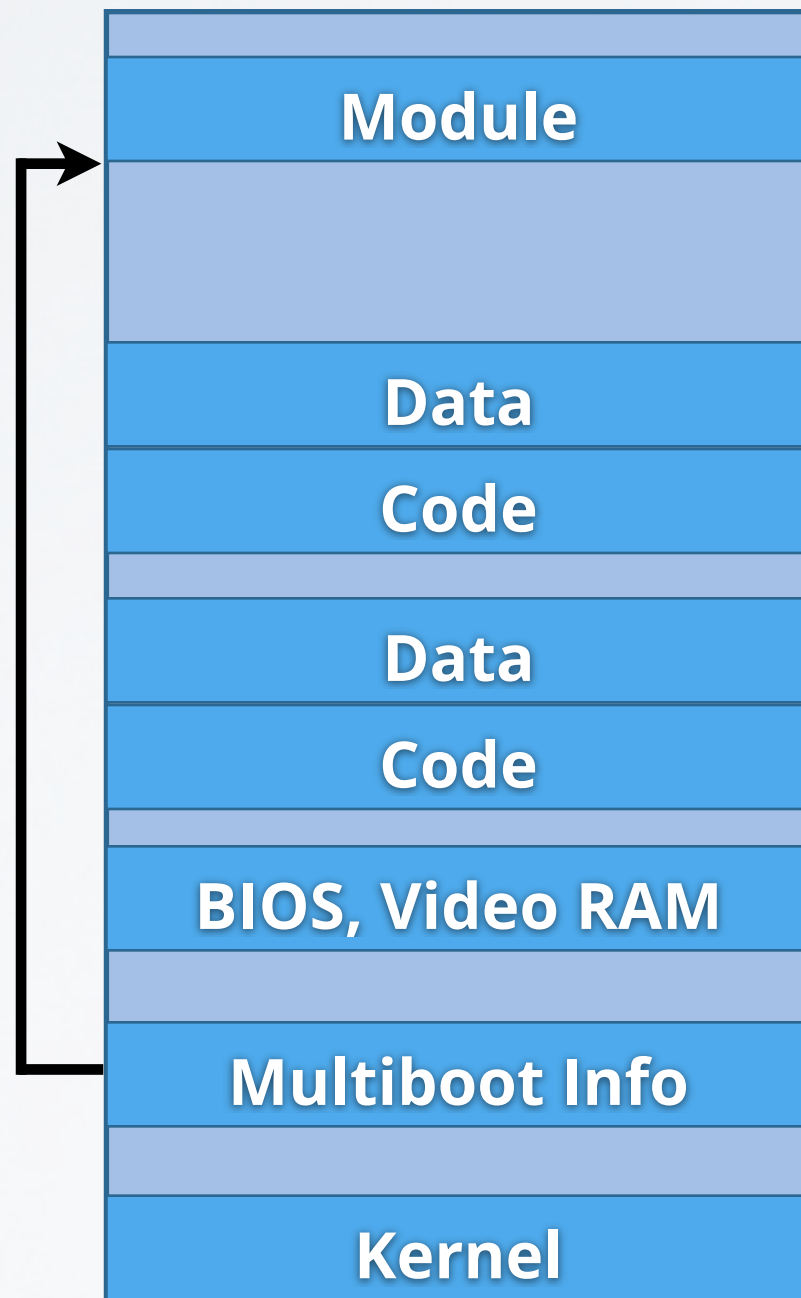 Module
Data
Code
Data
Code
BIOS, Video RAM
Multiboot Info
Kernel